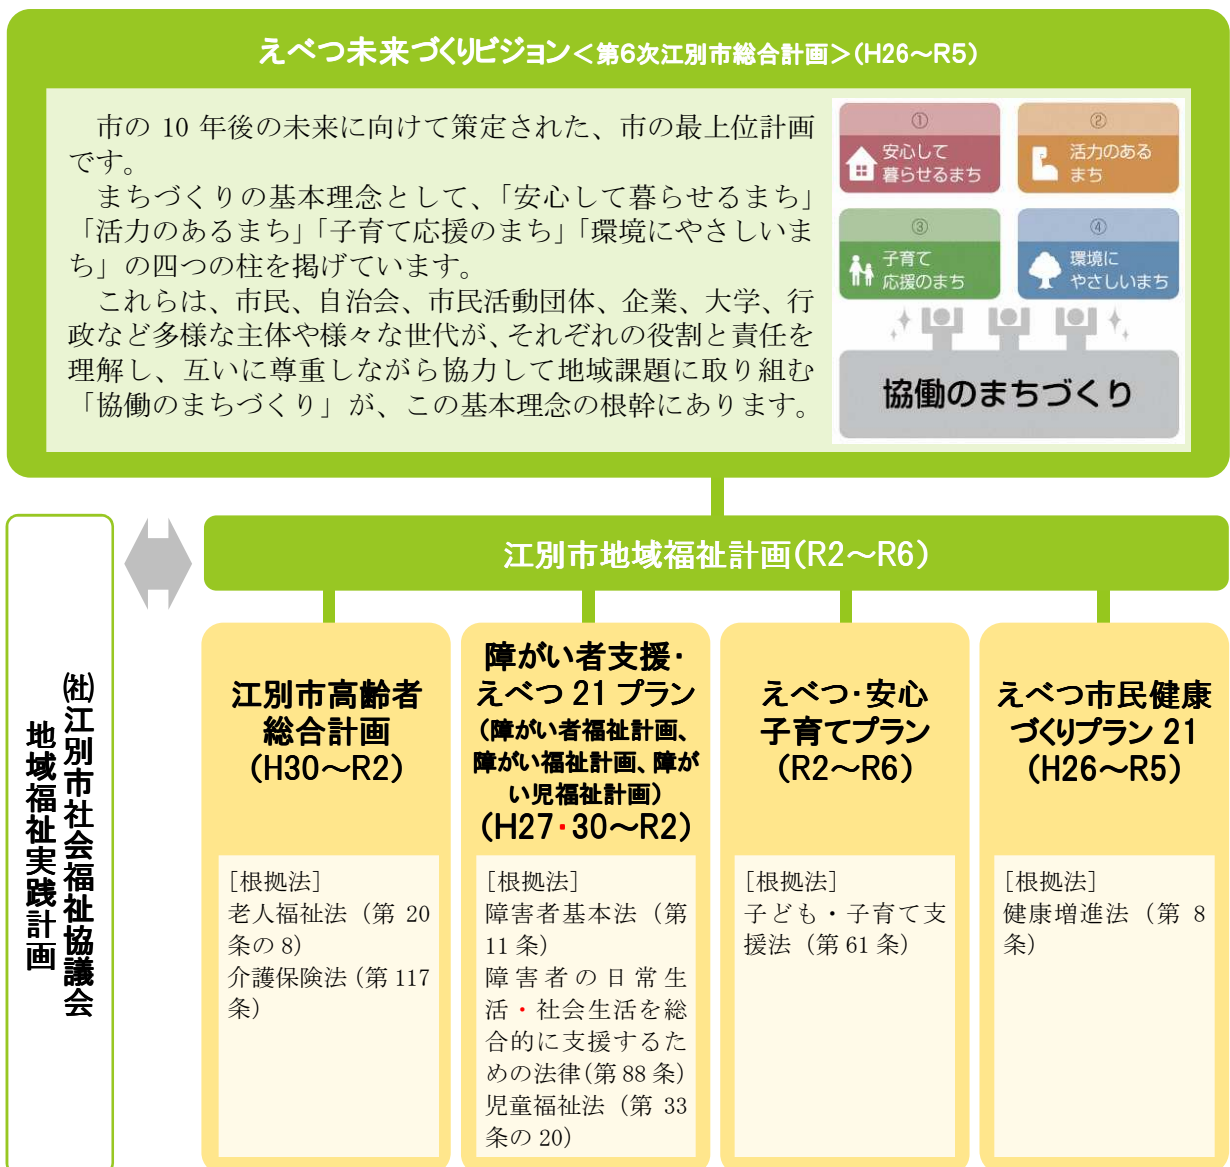 えべつ未来づくりビジョン＜第6次江別市総合計画＞(H26～R5)
市の 10 年後の未来に向けて策定された、市の最上位計画
です。
まちづくりの基本理念として、「安心して暮らせるまち」
「活力のあるまち」「子育て応援のまち」「環境にやさしいま
ち」の四つの柱を掲げています。
これらは、市民、自治会、市民活動団体、企業、大学、行
政など多様な主体や様々な世代が、それぞれの役割と責任を
理解し、互いに尊重しながら協力して地域課題に取り組む
「協働のまちづくり」が、この基本理念の根幹にあります。
①
安心して
暮らせるまち
②
活力のある
まち
③
子育て
応援のまち
④
環境に
やさしいまち
協働のまちづくり
㈳江別市社会福祉協議会
地域福祉実践計画
江別市地域福祉計画(R2～R6)
江別市高齢者
総合計画
(H30～R2)
[根拠法]
老人福祉法（第 20
条の 8）
介護保険法（第 117
条）
障がい者支援・
えべつ 21 プラン
(障がい者福祉計画、
障がい福祉計画、障が
い児福祉計画)
(H27・30～R2)
[根拠法]
障害者基本法（第
11 条）
障害者の日常生
活・社会生活を総
合的に支援するた
めの法律(第 88 条)
児童福祉法（第 33
条の 20）
えべつ・安心
子育てプラン
(R2～R6)
[根拠法]
子ども・子育て支
援法（第 61 条）
えべつ市民健康
づくりプラン 21
(H26～R5)
[根拠法]
健康増進法（第 8
条）